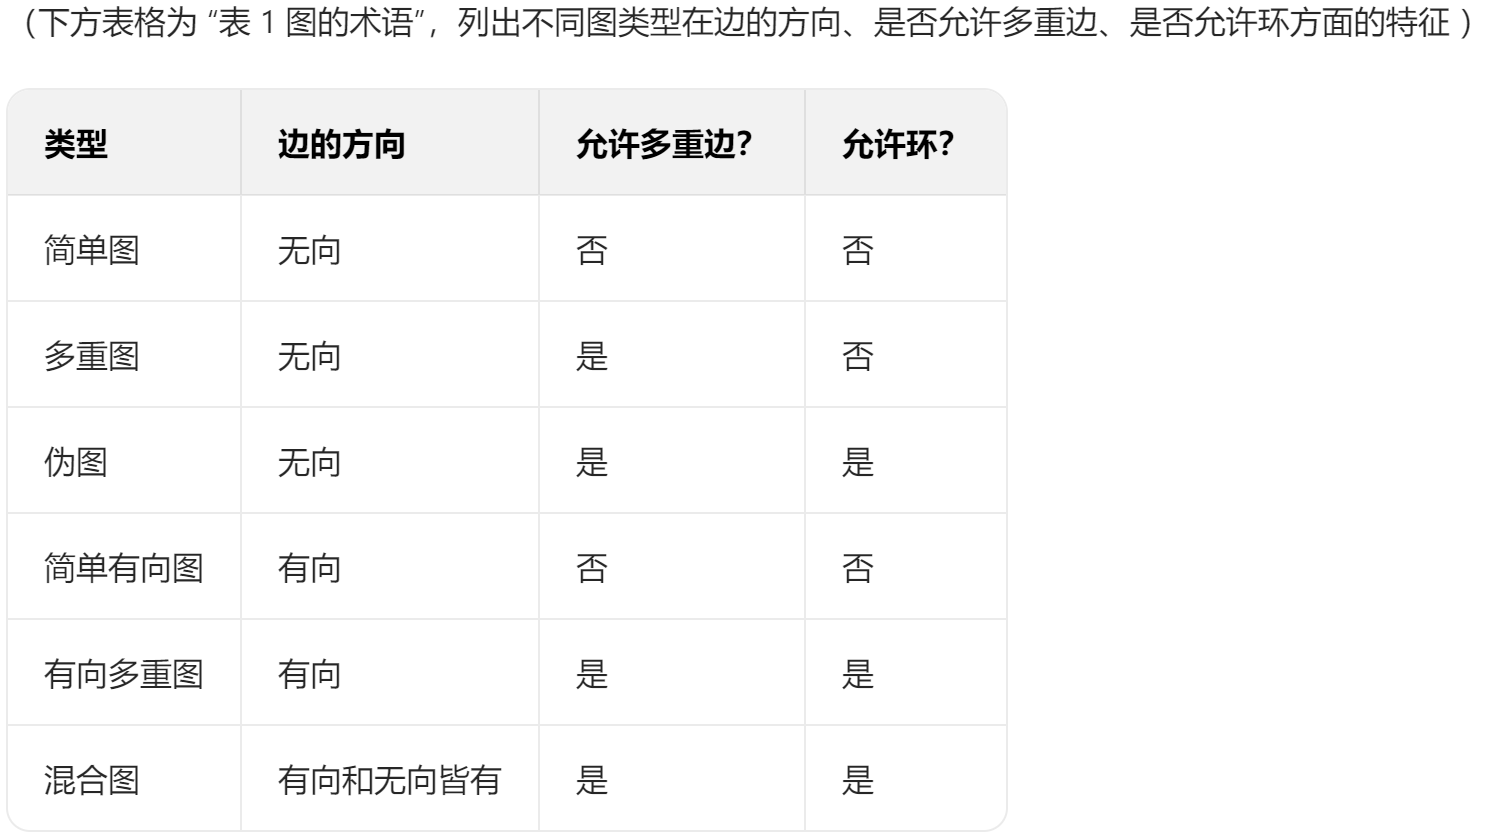 （下方表格为 “表 1 图的术语”，列出不同图类型在边的方向、是否允许多重边、是否允许环方面的特征 ）
类型 边的方向 允许多重边？ 允许环？
简单图 无向 否 否
多重图 无向 是 否
伪图 无向 是 是
简单有向图 有向 否 否
有向多重图 有向 是 是
混合图 有向和无向皆有 是 是